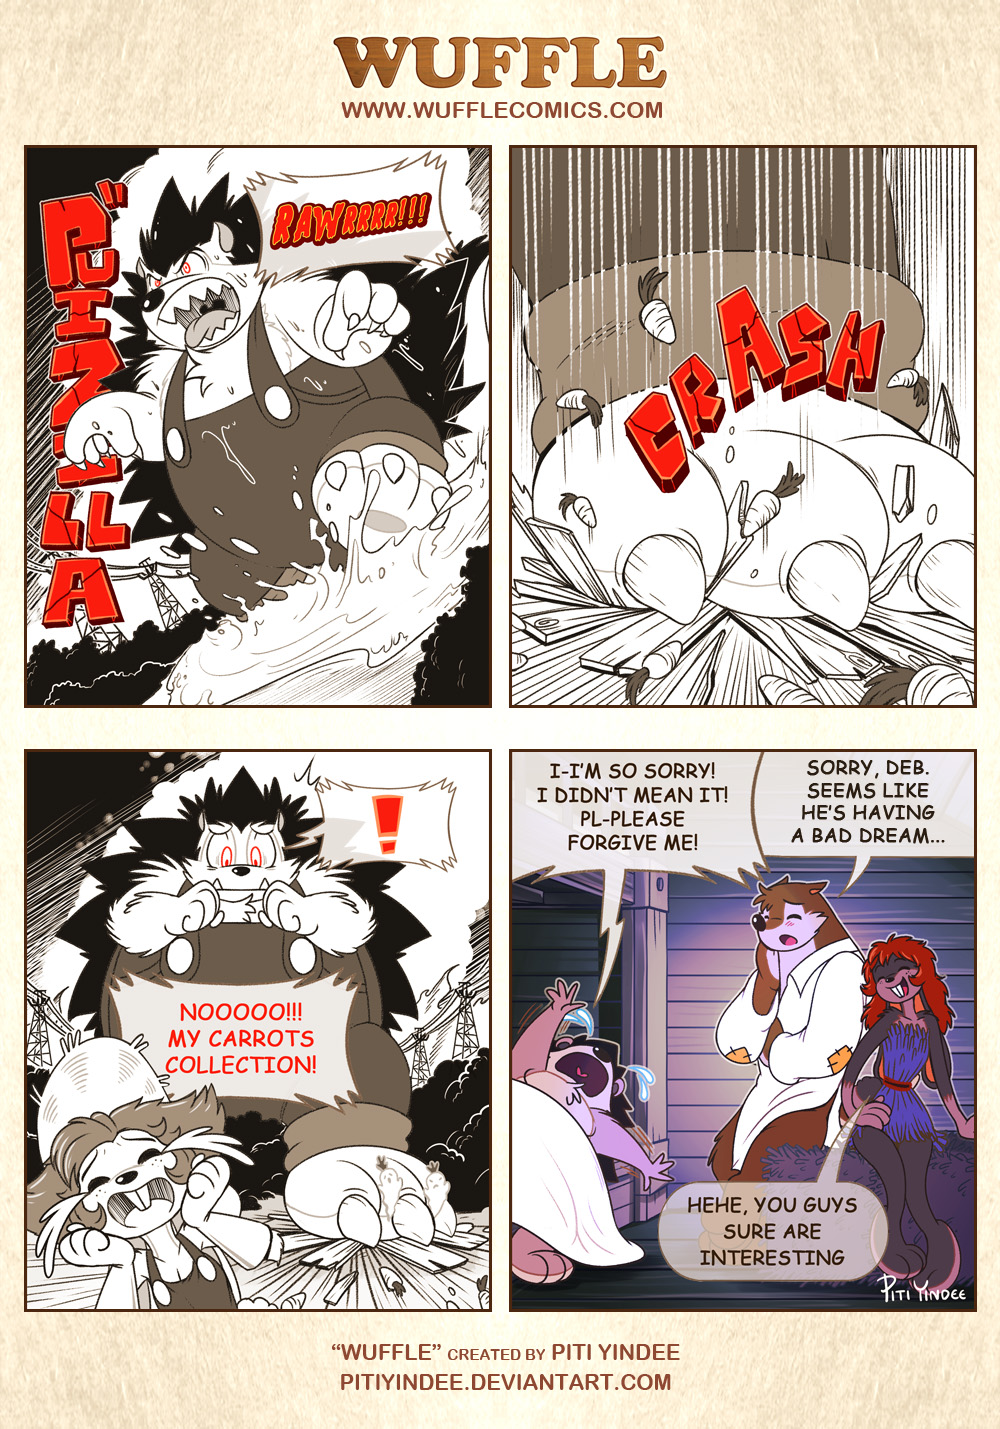 WUFFLE
WWW.WUFFLECOMICS.COM
PUIZILLA
RAWRRRR!!!
CRASH
!
NOOOOO!!!
MY CARROTS
COLLECTION!
I-I'M SO SORRY!
I DIDN'T MEAN IT!
PL-PLEASE
FORGIVE ME!
SORRY, DEB.
SEEMS LIKE
HE'S HAVING
A BAD DREAM...
HEHE, YOU GUYS
SURE ARE
INTERESTING
PITI YINDEE
“WUFFLE” CREATED BY PITI YINDEE
PITIYINDEE.DEVIANTART.COM